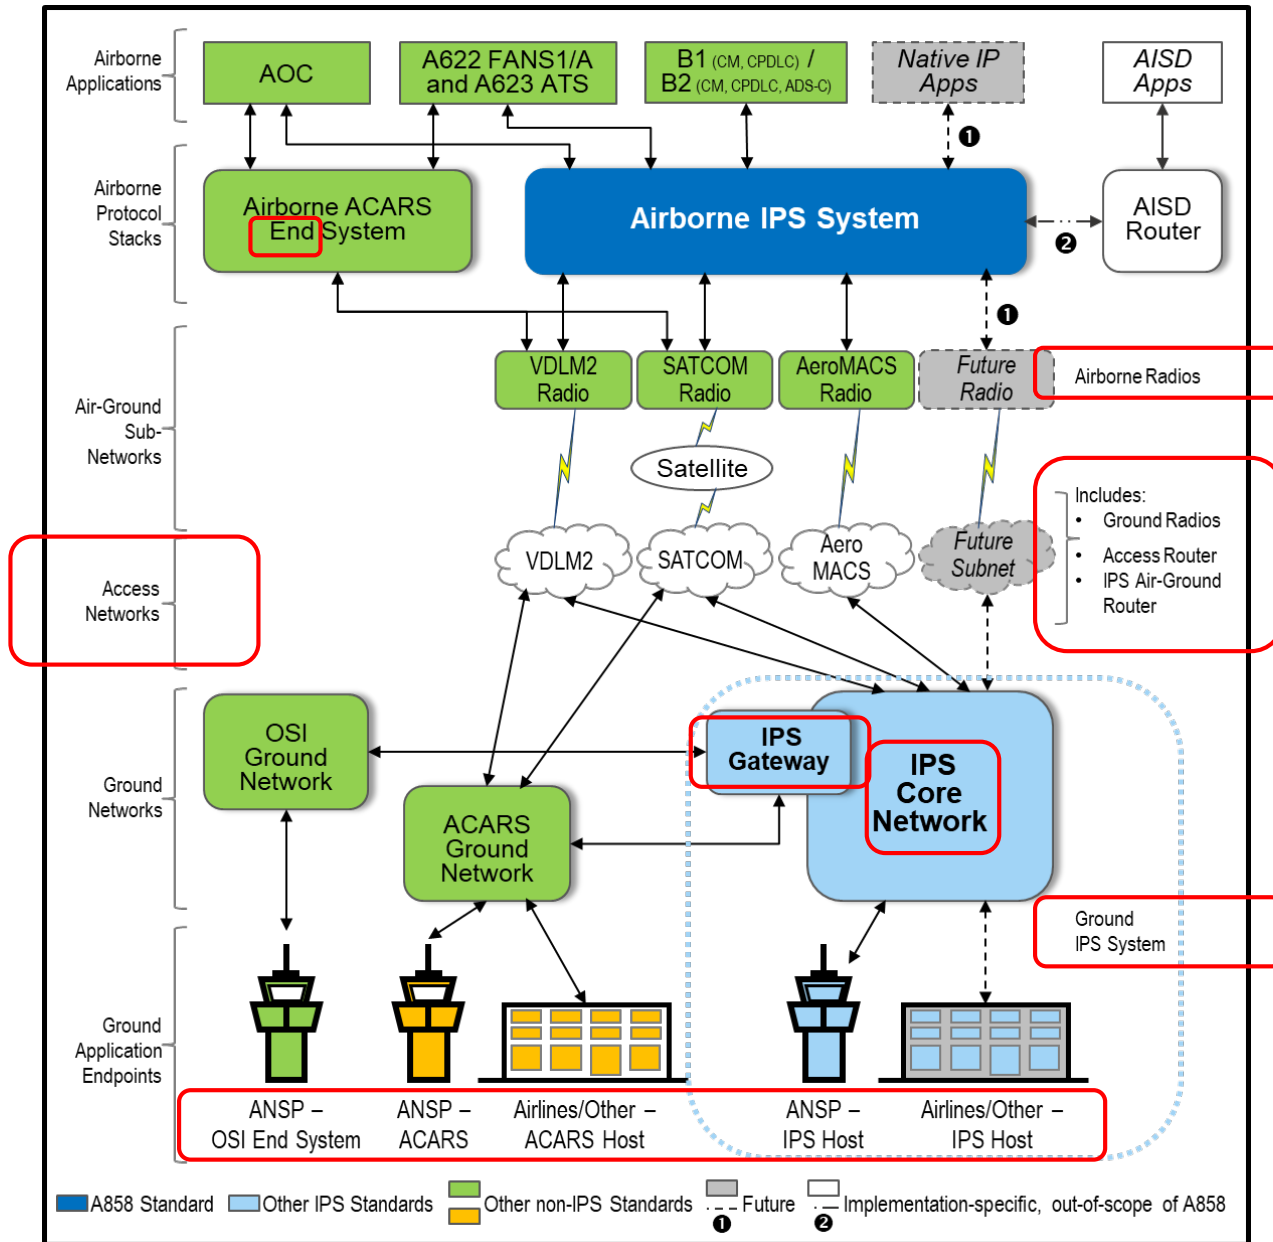 Airborne
Applications
AOC
A622 FANS1/A
and A623 ATS
B1 (CM, CPDLC) /
B2 (CM, CPDLC, ADS-C)
Native IP
Apps
AISD
Apps
❶
Airborne
Protocol
Stacks
Airborne ACARS
End System
Airborne IPS System
❷
AISD
Router
❶
Air-Ground
Sub-
Networks
VDLM2
Radio
SATCOM
Radio
AeroMACS
Radio
Future
Radio
Airborne Radios
Satellite
Includes:
• Ground Radios
• Access Router
• IPS Air-Ground
Router
Access
Networks
VDLM2
SATCOM
Aero
MACS
Future
Subnet
Ground
Networks
OSI
Ground
Network
IPS
Gateway
IPS
Core
Network
ACARS
Ground
Network
Ground
IPS System
Ground
Application
Endpoints
ANSP –
OSI End System
ANSP –
ACARS
Airlines/Other –
ACARS Host
ANSP –
IPS Host
Airlines/Other –
IPS Host
A858 Standard
Other IPS Standards
Other non-IPS Standards
❶ Future
❷ Implementation-specific, out-of-scope of A858